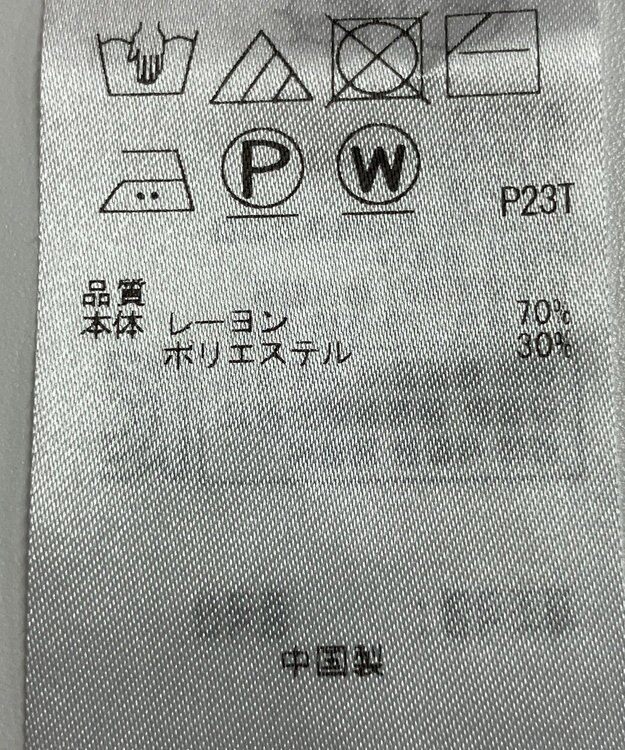 P W
P23T
品質
本体 レーヨン 70%
ポリエステル 30%
中国製